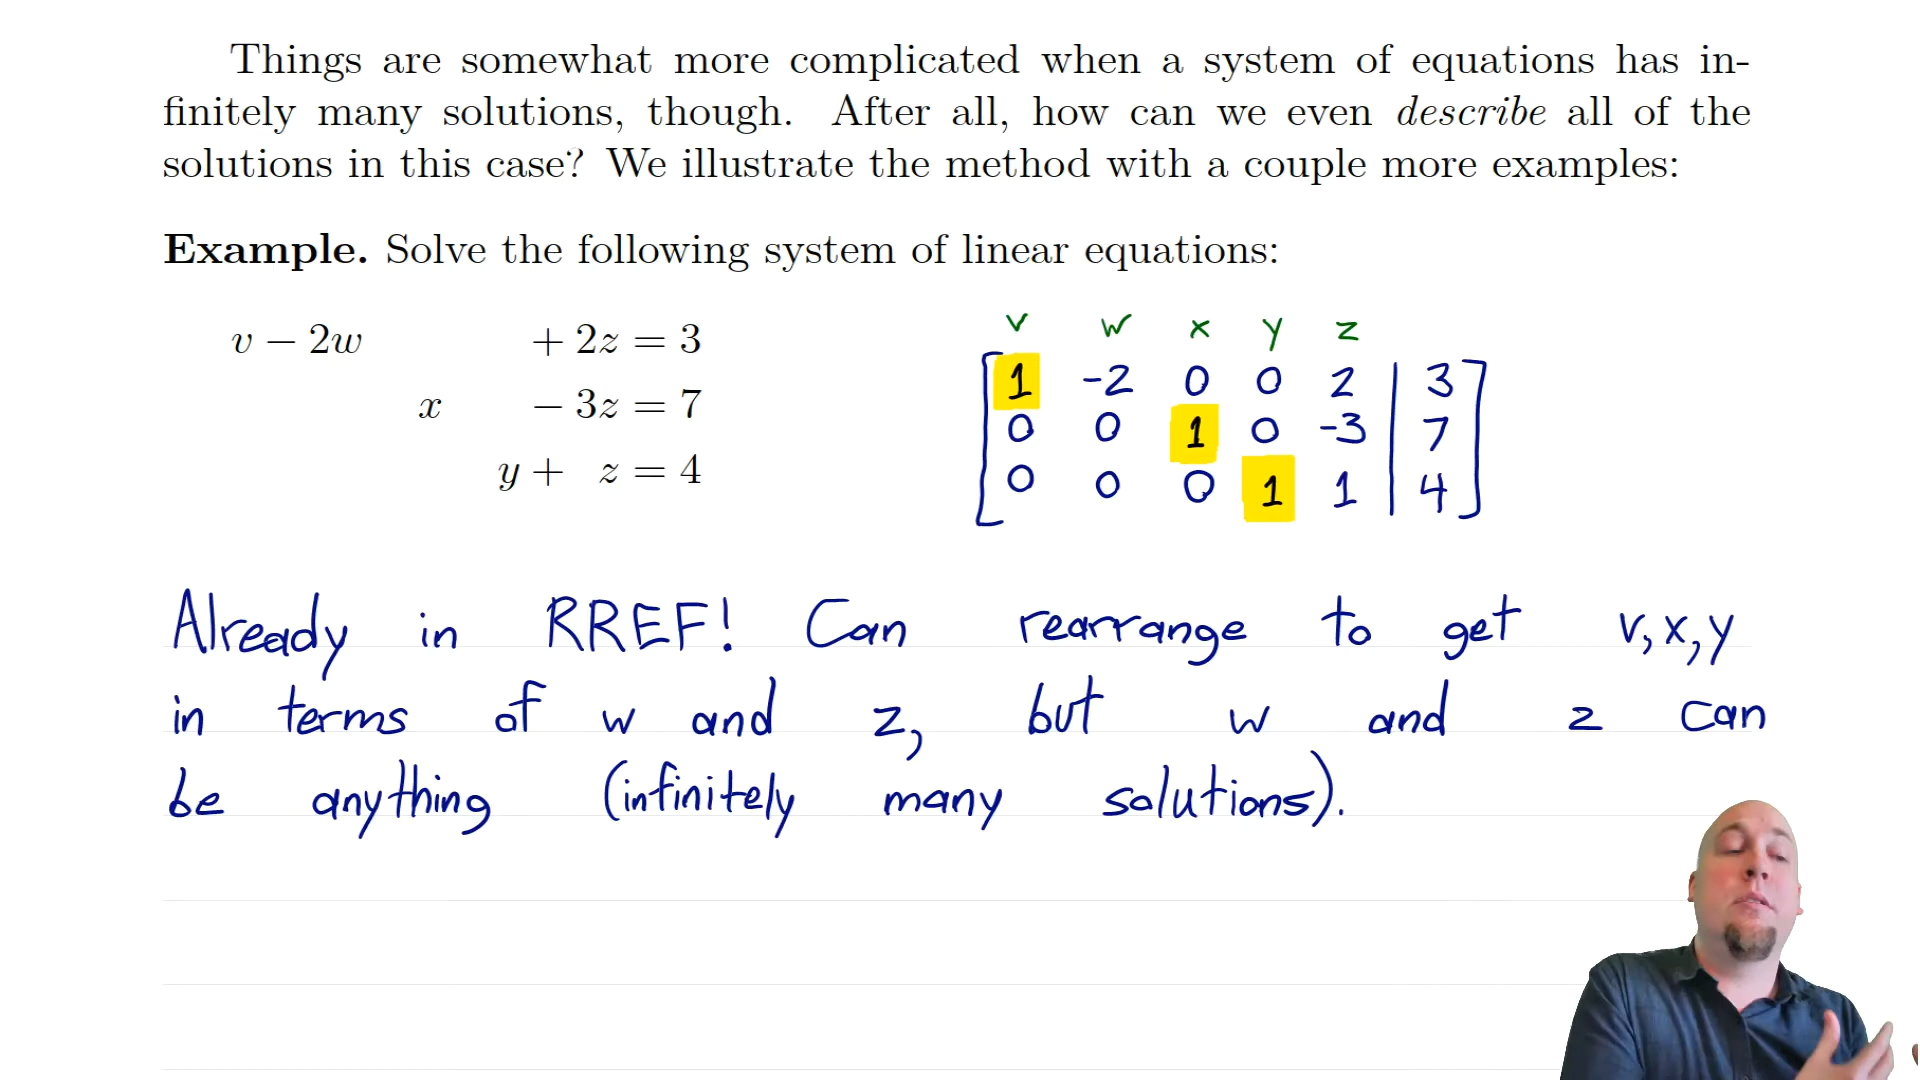 Things are somewhat more complicated when a system of equations has in-
finitely many solutions, though. After all, how can we even describe all of the
solutions in this case? We illustrate the method with a couple more examples:
Example. Solve the following system of linear equations:
v − 2w + 2z = 3
x − 3z = 7
y + z = 4
v w x y z
1 -2 0 0 2 | 3
0 0 1 0 -3 | 7
0 0 0 1 1 | 4
Already in RREF! Can rearrange to get v, x, y
in terms of w and z, but w and z can
be anything (infinitely many solutions).